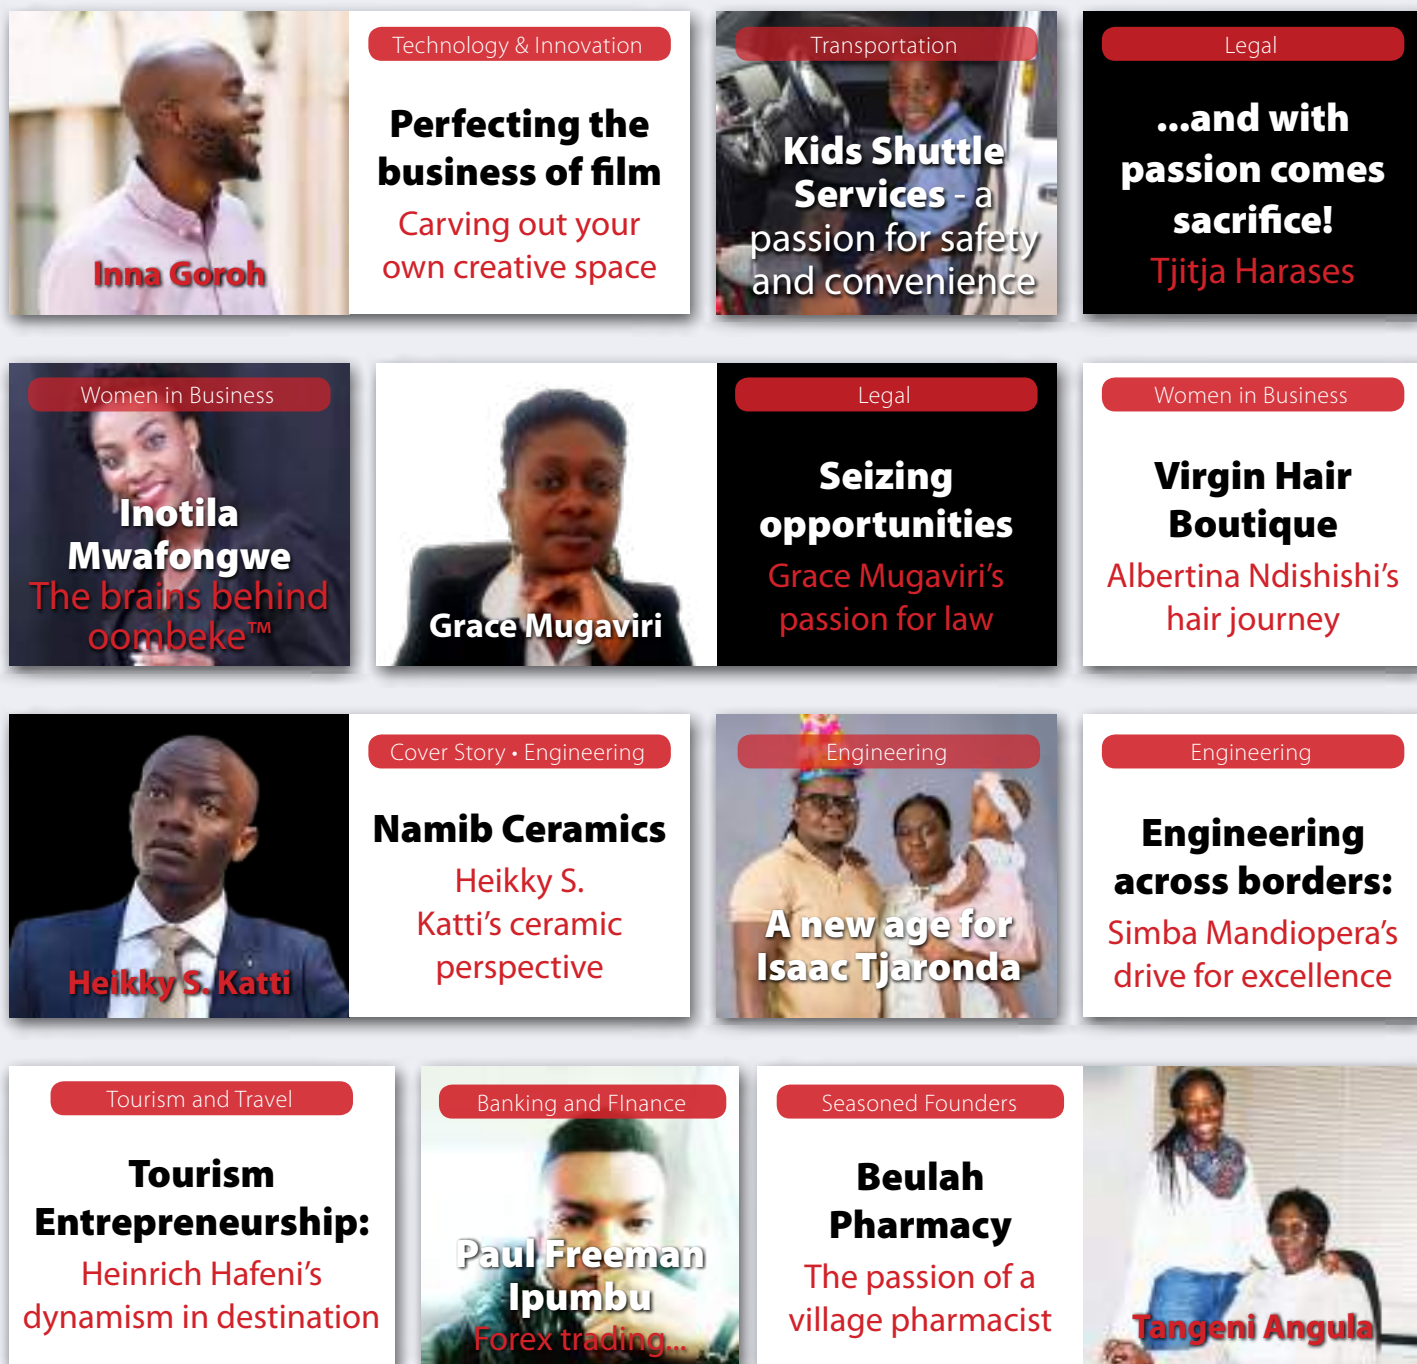 Technology & Innovation
Inna Goroh
Perfecting the
business of film
Carving out your
own creative space
Transportation
Kids Shuttle
Services - a
passion for safety
and convenience
Legal
...and with
passion comes
sacrifice!
Tjitja Harases
Women in Business
Inotila
Mwafongwe
The brains behind
oombeke™
Grace Mugaviri
Legal
Seizing
opportunities
Grace Mugaviri's
passion for law
Women in Business
Virgin Hair
Boutique
Albertina Ndishishi's
hair journey
Heikky S. Katti
Cover Story • Engineering
Namib Ceramics
Heikky S.
Katti's ceramic
perspective
Engineering
A new age for
Isaac Tjaronda
Engineering
Engineering
across borders:
Simba Mandiopera's
drive for excellence
Tourism and Travel
Tourism
Entrepreneurship:
Heinrich Hafeni's
dynamism in destination
Banking and FInance
Paul Freeman
Ipumbu
Forex trading...
Seasoned Founders
Beulah
Pharmacy
The passion of a
village pharmacist
Tangeni Angula